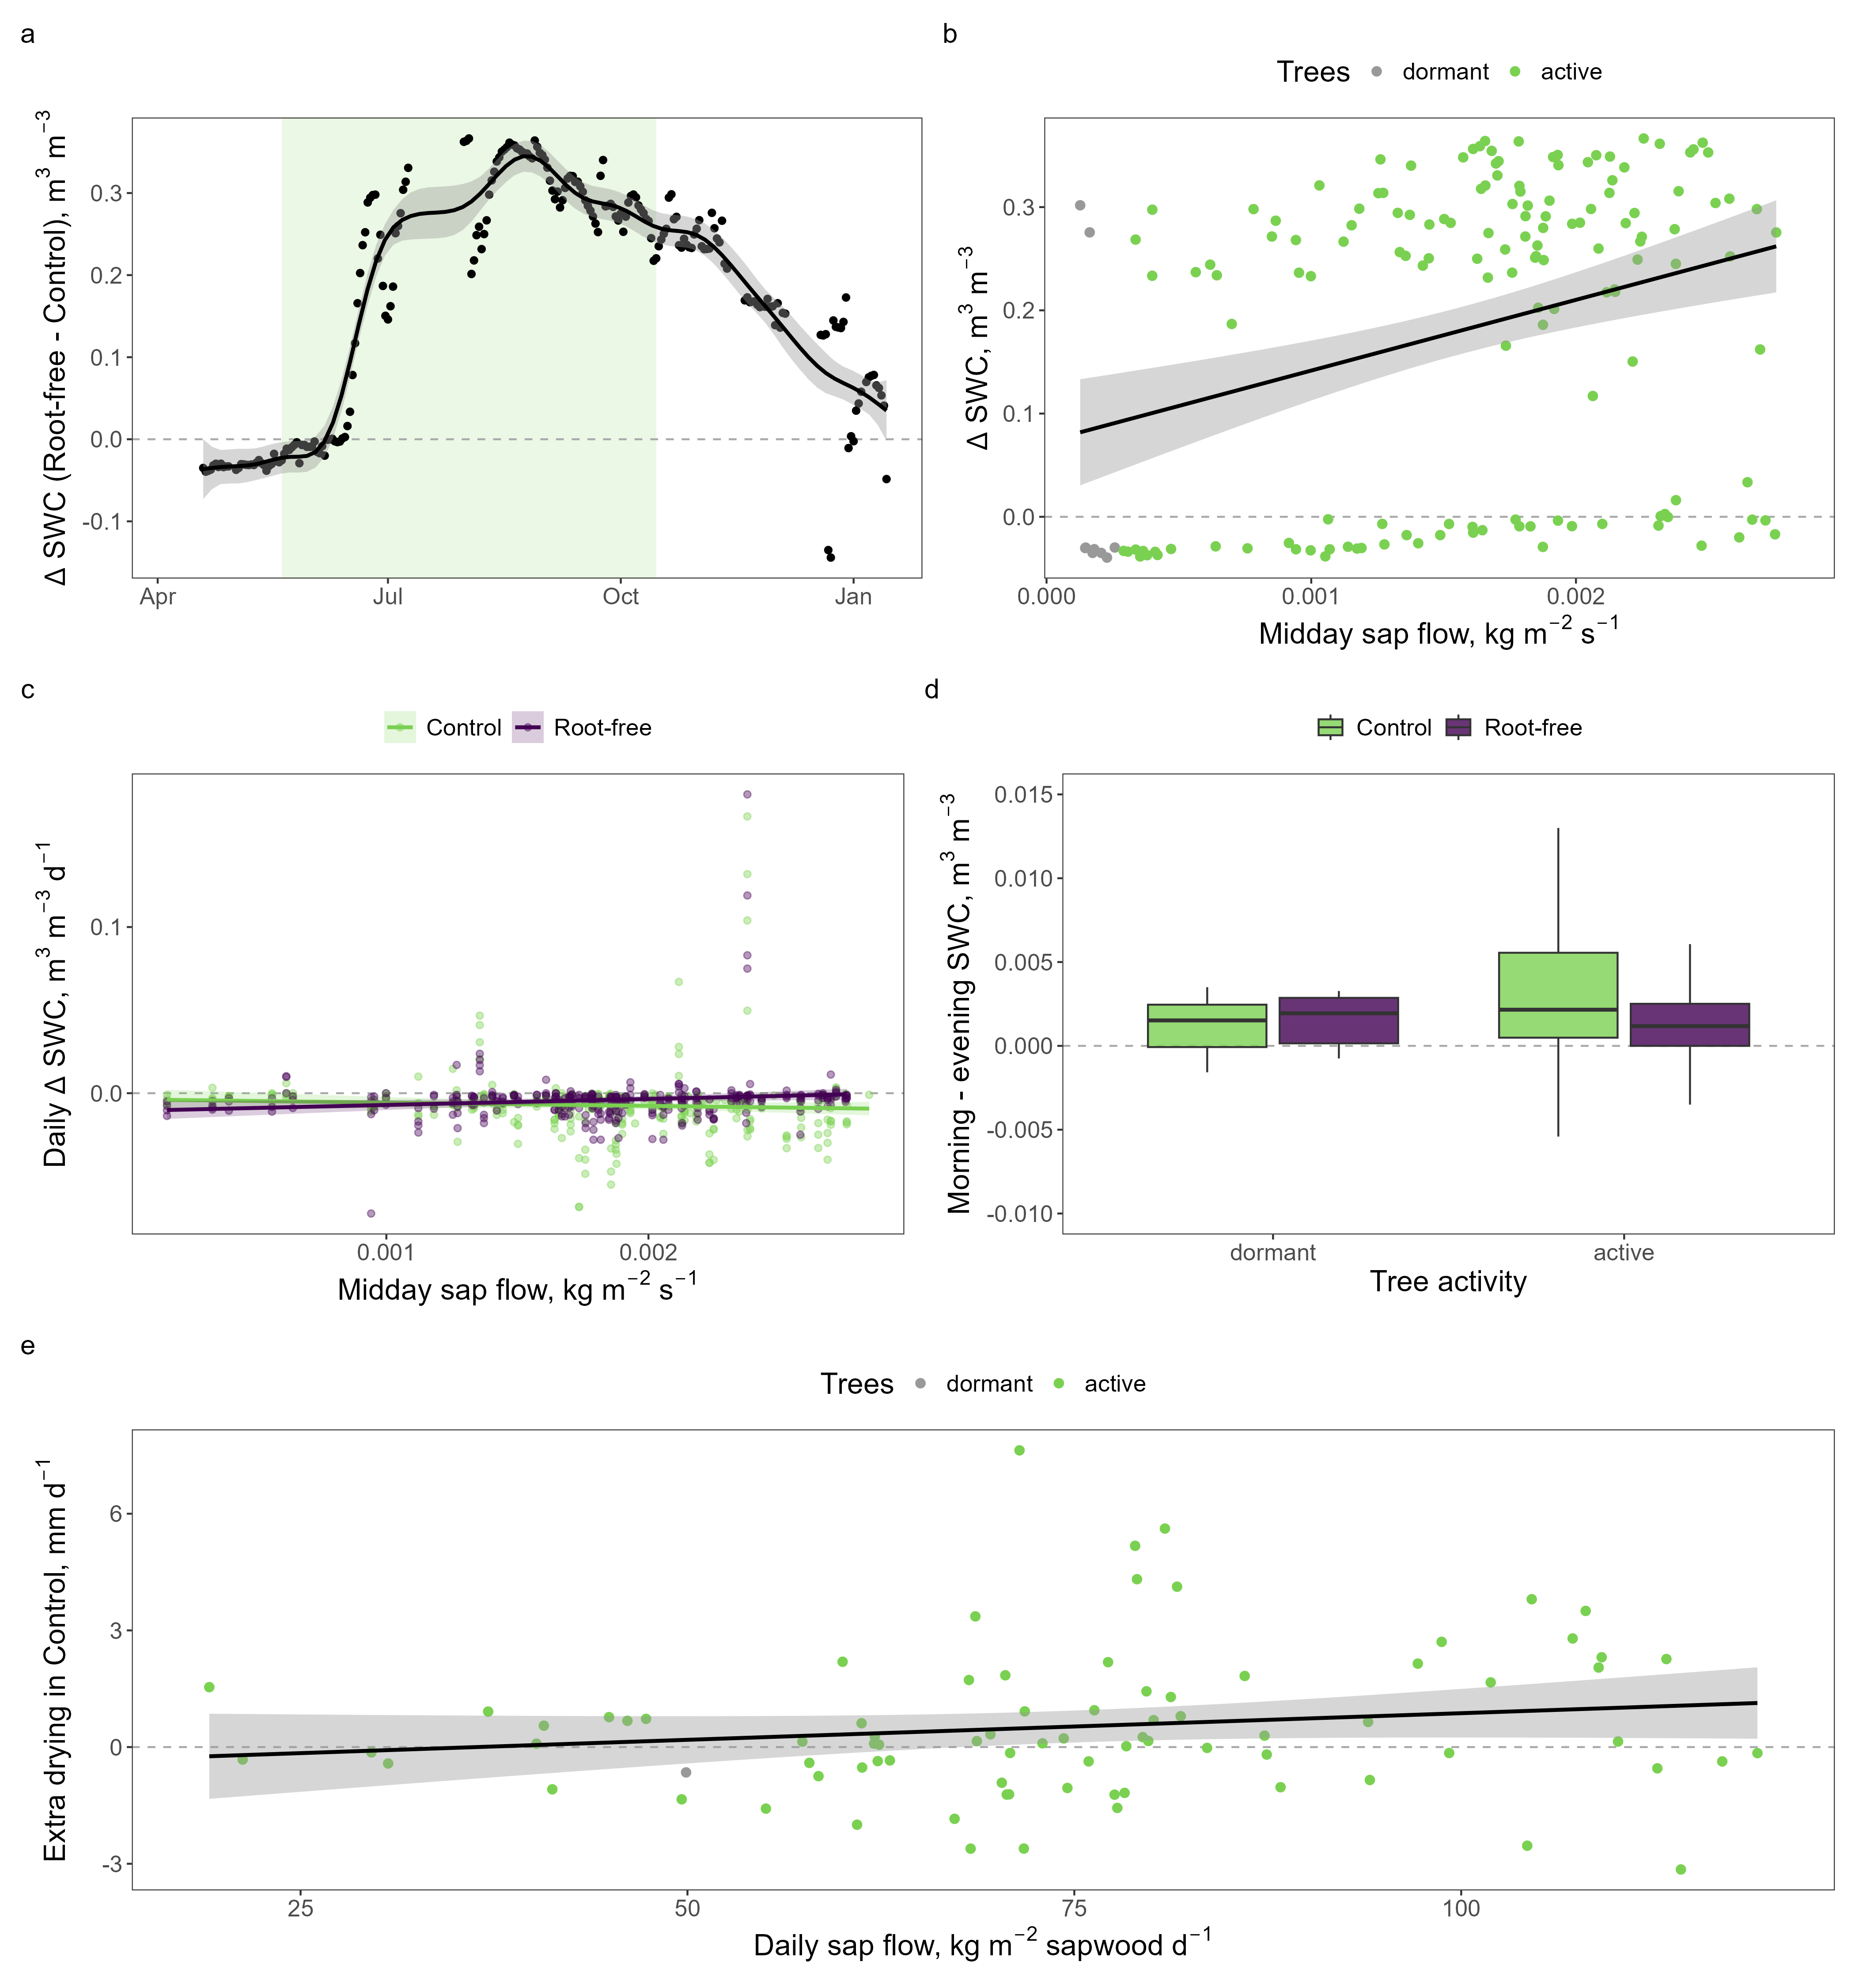 a
Δ SWC (Root-free - Control), m³ m⁻³
0.3
0.2
0.1
0.0
-0.1
Apr
Jul
Oct
Jan
b
Trees dormant active
Δ SWC, m³ m⁻³
0.3
0.2
0.1
0.0
0.000
0.001
0.002
Midday sap flow, kg m⁻² s⁻¹
c
Control Root-free
Daily Δ SWC, m³ m⁻³ d⁻¹
0.1
0.0
0.001
0.002
Midday sap flow, kg m⁻² s⁻¹
d
Control Root-free
Morning - evening SWC, m³ m⁻³
0.015
0.010
0.005
0.000
-0.005
-0.010
dormant
active
Tree activity
e
Trees dormant active
Extra drying in Control, mm d⁻¹
6
3
0
-3
25
50
75
100
Daily sap flow, kg m⁻² sapwood d⁻¹